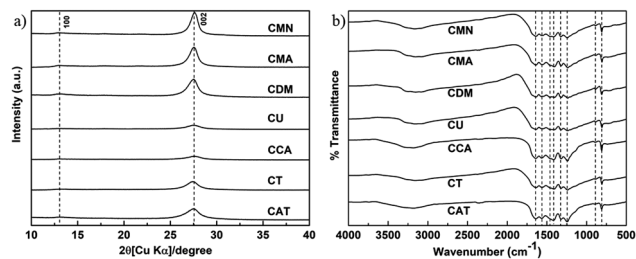 a)
100
002
CMN
CMA
CDM
CU
CCA
CT
CAT
Intensity (a.u.)
10 15 20 25 30 35 40
2θ[Cu Kα]/degree
b)
CMN
CMA
CDM
CU
CCA
CT
CAT
% Transmittance
4000 3500 3000 2500 2000 1500 1000 500
Wavenumber (cm⁻¹)